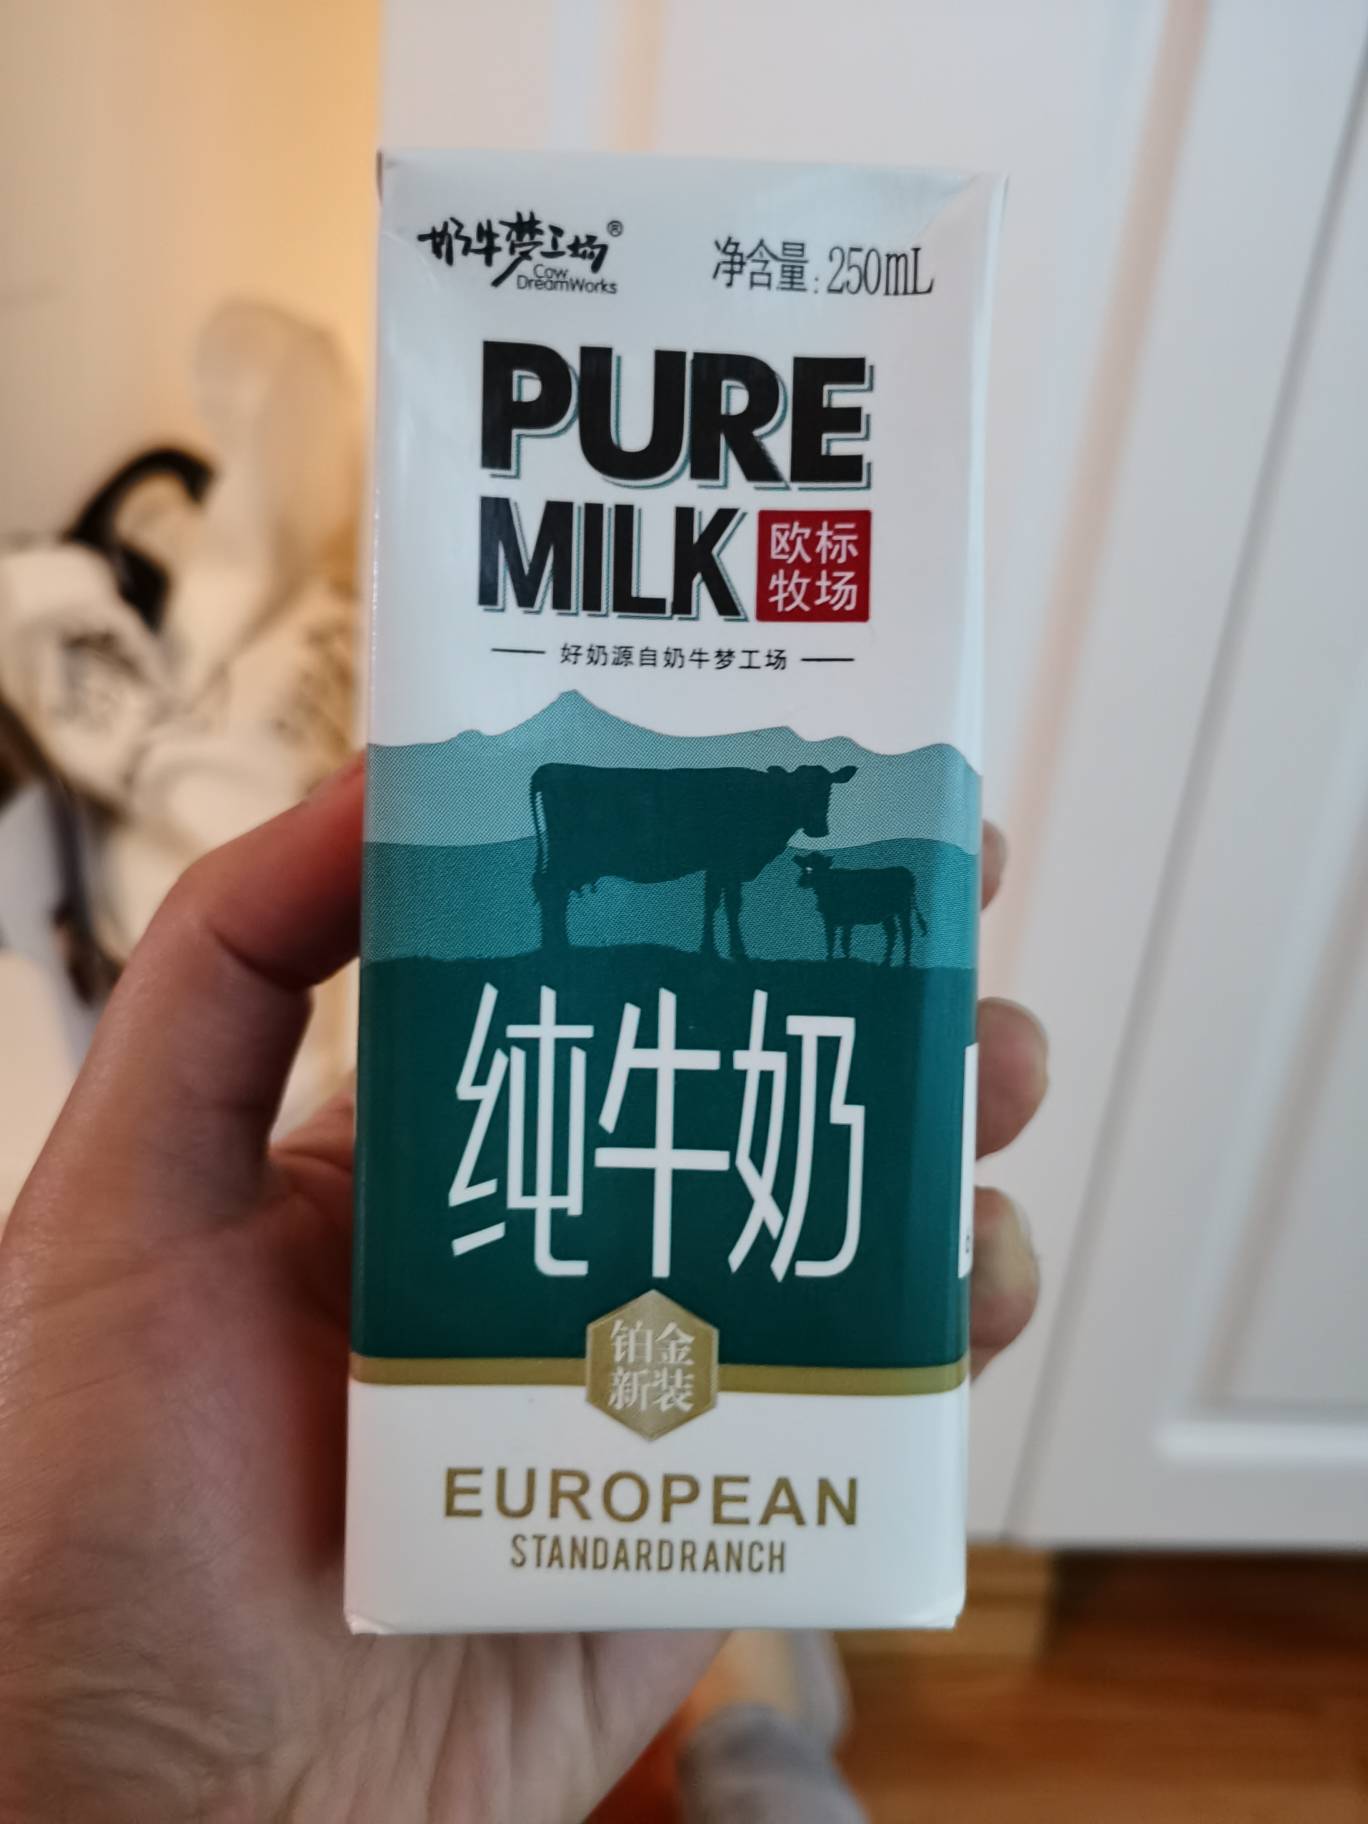 奶牛梦工场®
Cow
DreamWorks
净含量:250mL
PURE
MILK
欧标
牧场
好奶源自奶牛梦工场
纯牛奶
铂金
新装
EUROPEAN
STANDARDRANCH